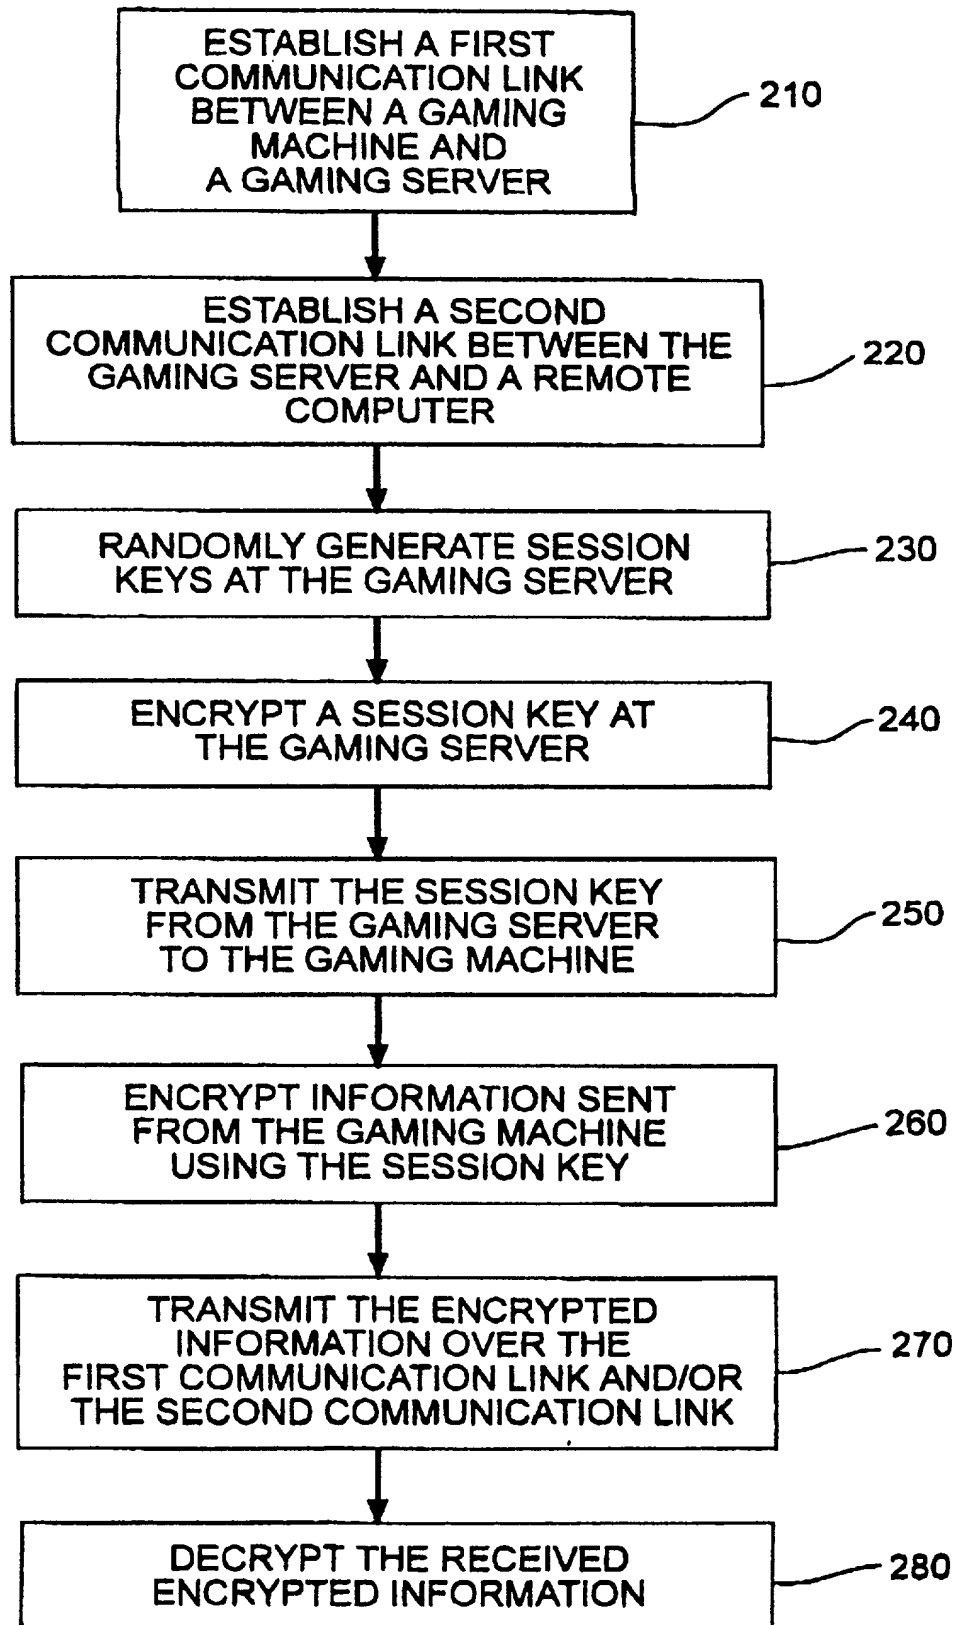 ESTABLISH A FIRST
COMMUNICATION LINK
BETWEEN A GAMING
MACHINE AND
A GAMING SERVER
210
ESTABLISH A SECOND
COMMUNICATION LINK BETWEEN THE
GAMING SERVER AND A REMOTE
COMPUTER
220
RANDOMLY GENERATE SESSION
KEYS AT THE GAMING SERVER
230
ENCRYPT A SESSION KEY AT
THE GAMING SERVER
240
TRANSMIT THE SESSION KEY
FROM THE GAMING SERVER
TO THE GAMING MACHINE
250
ENCRYPT INFORMATION SENT
FROM THE GAMING MACHINE
USING THE SESSION KEY
260
TRANSMIT THE ENCRYPTED
INFORMATION OVER THE
FIRST COMMUNICATION LINK AND/OR
THE SECOND COMMUNICATION LINK
270
DECRYPT THE RECEIVED
ENCRYPTED INFORMATION
280